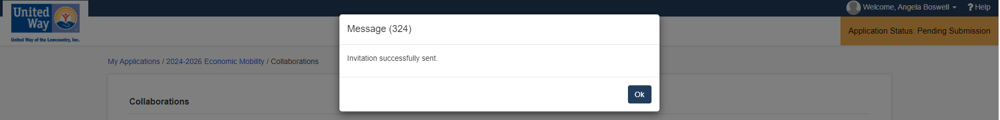 United
Way
United Way of the Lowcountry, Inc.
Welcome, Angela Boswell
? Help
Application Status: Pending Submission
Message (324)
Invitation successfully sent.
Ok
My Applications / 2024-2026 Economic Mobility / Collaborations
Collaborations